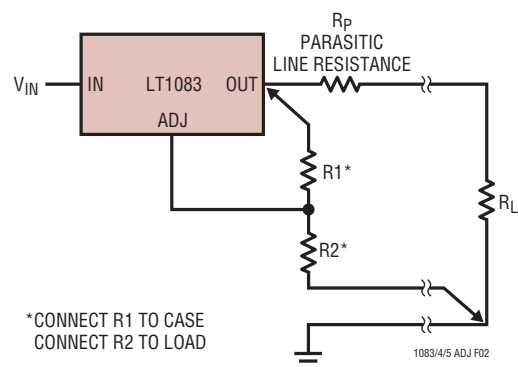 RP
PARASITIC
LINE RESISTANCE
VIN
IN
LT1083
OUT
ADJ
R1*
RL
R2*
*CONNECT R1 TO CASE
CONNECT R2 TO LOAD
1083/4/5 ADJ F02